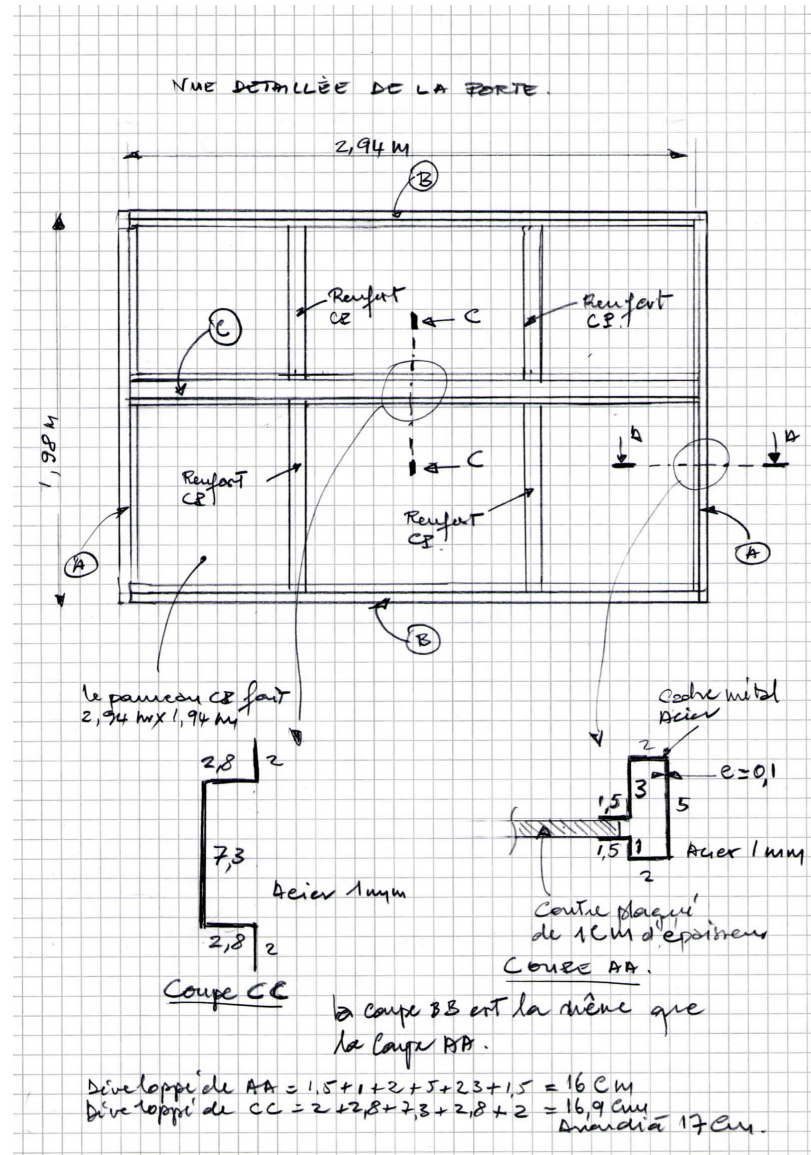 VUE DETAILLÈE DE LA PORTE.
2,94 M
B
Renfort
CP
C
Renfort
CP.
C
1,98 M
A
A
C
Renfort
CP
Renfort
CP.
A
A
B
le panneau CP fait
2,94 m x 1,94 m
Cadre métal
Acier
2,8
2
2
e=0,1
3
1,5
5
7,3
1,5
1
Acier 1 mm
2
Acier 1mm
2,8
2
Contre plaqué
de 1 cm d'épaisseur
Coupe CC
COUPE AA.
la coupe BB est la même que
la Coupe AA.
Développé de AA = 1,5+1+2+5+2+3+1,5 = 16 Cm
Développé de CC = 2+2,8+7,3+2,8+2 = 16,9 Cm
Arrondi à 17 Cm.